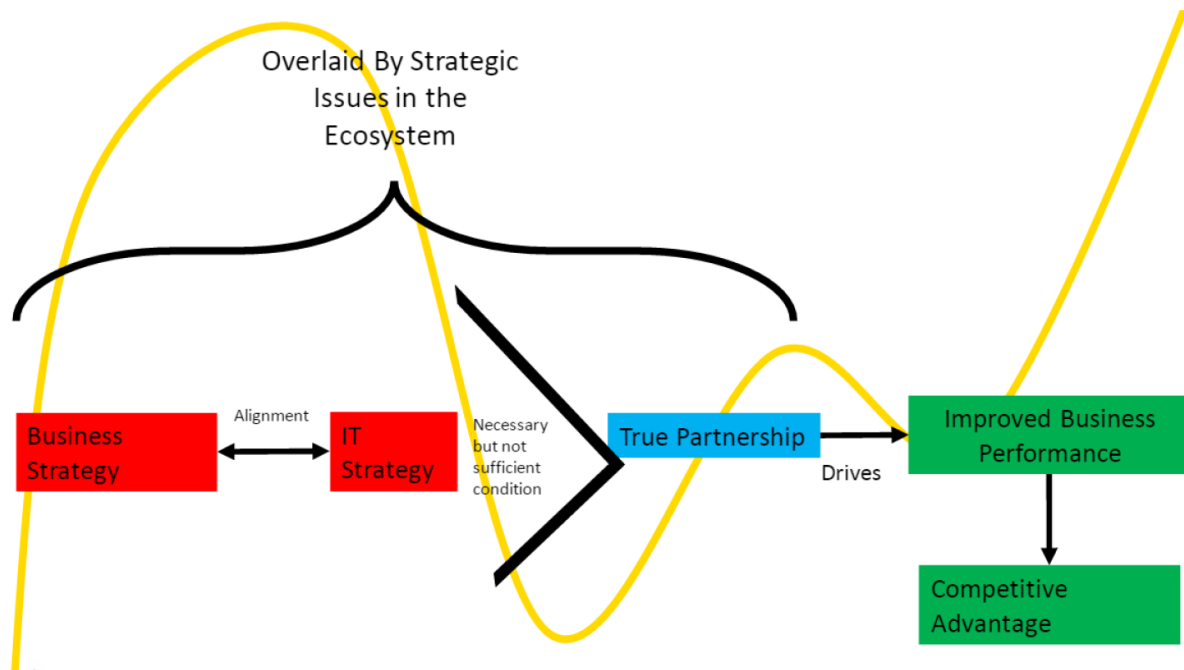 Overlaid By Strategic
Issues in the
Ecosystem
Business
Strategy
Alignment
IT
Strategy
Necessary
but not
sufficient
condition
True Partnership
Drives
Improved Business
Performance
Competitive
Advantage